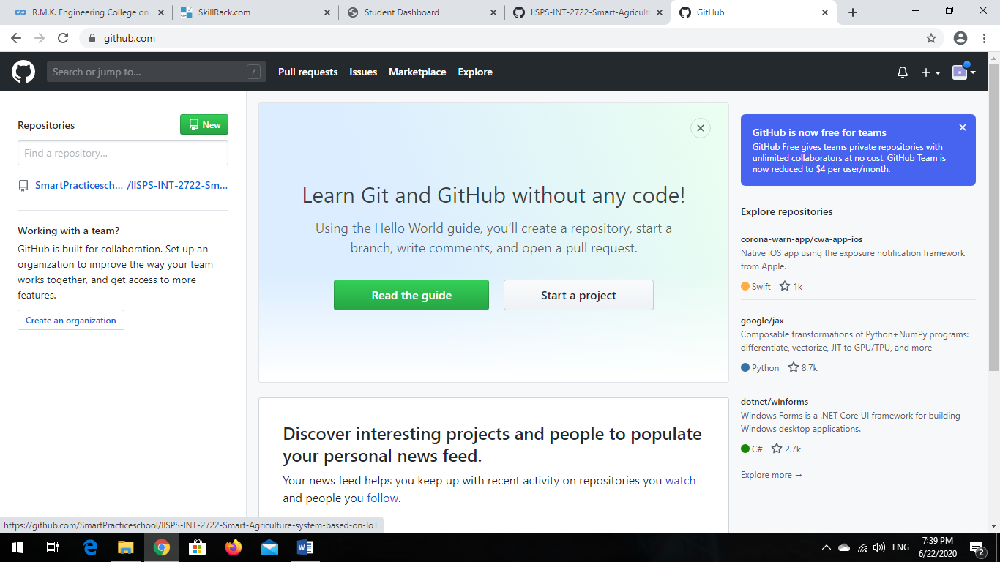 R.M.K. Engineering College on
SkillRack.com
Student Dashboard
IISPS-INT-2722-Smart-Agricult
GitHub
github.com
Search or jump to...
/
Pull requests
Issues
Marketplace
Explore
Repositories
New
Find a repository...
SmartPracticesch... /IISPS-INT-2722-Sm...
Working with a team?
GitHub is built for collaboration. Set up an
organization to improve the way your team
works together, and get access to more
features.
Create an organization
Learn Git and GitHub without any code!
Using the Hello World guide, you’ll create a repository, start a
branch, write comments, and open a pull request.
Read the guide
Start a project
Discover interesting projects and people to populate
your personal news feed.
Your news feed helps you keep up with recent activity on repositories you watch
and people you follow.
GitHub is now free for teams
GitHub Free gives teams private repositories with
unlimited collaborators at no cost. GitHub Team is
now reduced to $4 per user/month.
Explore repositories
corona-warn-app/cwa-app-ios
Native iOS app using the exposure notification framework
from Apple.
Swift 1k
google/jax
Composable transformations of Python+NumPy programs:
differentiate, vectorize, JIT to GPU/TPU, and more
Python 8.7k
dotnet/winforms
Windows Forms is a .NET Core UI framework for building
Windows desktop applications.
C# 2.7k
Explore more →
https://github.com/SmartPracticeschool/IISPS-INT-2722-Smart-Agriculture-system-based-on-IoT
ENG
7:39 PM
6/22/2020
2